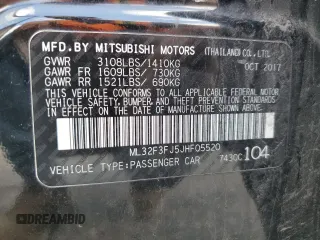 MFD.BY MITSUBISHI MOTORS (THAILAND) CO.,LTD.
GVWR 3108LBS/1410KG OCT 2017
GAWR FR 1609LBS/ 730KG
GAWR RR 1521LBS/ 690KG
THIS VEHICLE CONFORMS TO ALL APPLICABLE
FEDERAL MOTOR VEHICLE SAFETY, BUMPER,
AND THEFT PREVENTION STANDARDS IN EFFECT
ON THE DATE OF MANUFACTURE SHOWN ABOVE.
ML32F3FJ5JHF05520
VEHICLE TYPE:PASSENGER CAR 7430C 104
© AutoBidMaster